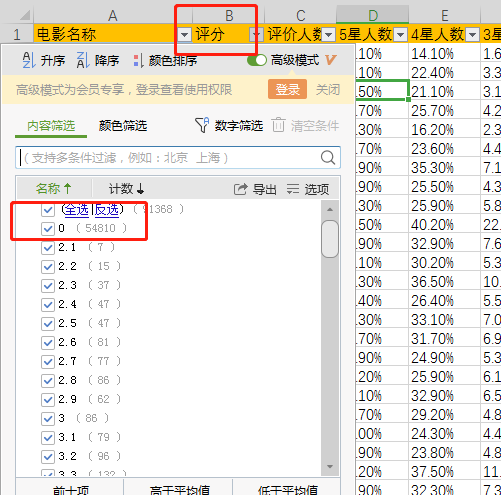 A B C D E
1 电影名称 评分 评价人数 5星人数 4星人数 3星
升序 降序 颜色排序 高级模式
高级模式为会员专享，登录查看使用权限 登录 关闭
内容筛选 颜色筛选 数字筛选 清空条件
（支持多条件过滤，例如：北京 上海）
名称 计数 导出 选项
(全选|反选) (91368)
0 (54810)
2.1 (7)
2.2 (15)
2.3 (37)
2.4 (47)
2.5 (47)
2.6 (81)
2.7 (77)
2.8 (86)
2.9 (62)
3 (86)
3.1 (79)
3.2 (96)
3.3 (132)
前十项 高于平均值 低于平均值
.10% 14.10% 1.6
.10% 22.40% 3.3
.50% 21.10% 3.1
.70% 25.70% 4.2
.30% 16.20% 2.3
.70% 23.60% 4.4
.90% 35.30% 7.1
.90% 25.50% 4.3
.30% 25.90% 5.8
.50% 40.20% 22.
.90% 32.90% 7.6
.10% 30.20% 5.3
.30% 36.50% 10.
.40% 26.40% 5.5
.30% 33.10% 7.0
.70% 31.70% 6.9
.90% 24.90% 5.3
.20% 25.90% 6.1
.10% 32.90% 6.5
.70% 29.20% 4.8
.00% 24.30% 4.4
.90% 23.80% 4.8
.20% 37.50% 11
.90% 32.30% 7.3